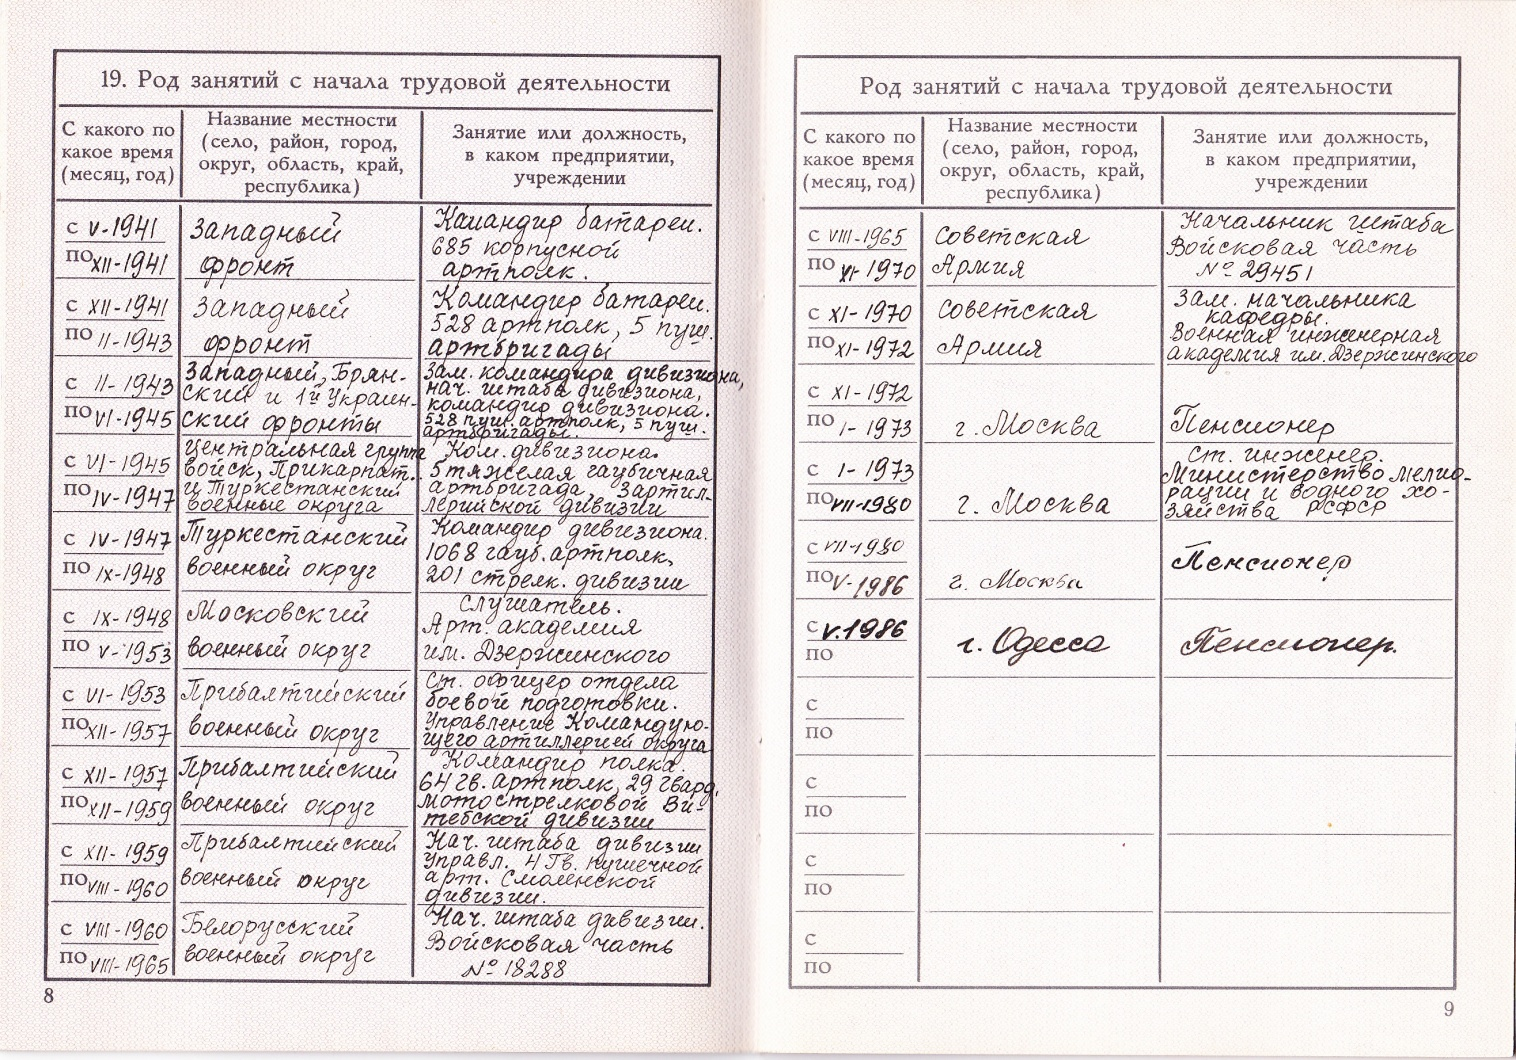 19. Род занятий с начала трудовой деятельности
С какого по
какое время
(месяц, год)
Название местности
(село, район, город,
округ, область, край,
республика)
Занятие или должность,
в каком предприятии,
учреждении
с V-1941
по XII-1941
Западный
фронт
Командир батареи.
685 корпусной
артполк.
с XII-1941
по II-1943
Западный
фронт
Командир батареи.
528 артполк, 5 пуш.
артбригады
с II-1943
по VI-1945
Западный, Брян-
ский и 1й Украин-
ский фронты
Зам. командира дивизиона,
нач. штаба дивизиона,
командир дивизиона.
528 пуш. артполк, 5 пуш.
артбригады.
с VI-1945
по IV-1947
Центральная группа
войск, Прикарпат.
и Туркестанский
военные округа
Ком. дивизиона.
5 тяжелая гаубичная
артбригада, 3 артил-
лерийской дивизии
с IV-1947
по IX-1948
Туркестанский
военный округ
Командир дивизиона.
1068 гауб. артполк,
201 стрелк. дивизии
с IX-1948
по V-1953
Московский
военный округ
Слушатель.
Арт. академия
им. Дзержинского
с VI-1953
по XII-1957
Прибалтийский
военный округ
Ст. офицер отдела
боевой подготовки.
Управление Командую-
щего артиллерией округа
с XII-1957
по XII-1959
Прибалтийский
военный округ
Командир полка.
64 гв. артполк, 29 гвард.
мотострелковой Ви-
тебской дивизии
с XII-1959
по VIII-1960
Прибалтийский
военный округ
Нач. штаба дивизии
Управл. 4 Гв. пушечной
арт. Смоленской
дивизии.
с VIII-1960
по VIII-1965
Белорусский
военный округ
Нач. штаба дивизии.
Войсковая часть
№ 18288
8
Род занятий с начала трудовой деятельности
С какого по
какое время
(месяц, год)
Название местности
(село, район, город,
округ, область, край,
республика)
Занятие или должность,
в каком предприятии,
учреждении
с VIII-1965
по XI-1970
Советская
Армия
Начальник штаба
Войсковая часть
№ 29451
с XI-1970
по XI-1972
Советская
Армия
Зам. начальника
кафедры.
Военная инженерная
академия им. Дзержинского
с XI-1972
по I-1973
г. Москва
Пенсионер
с I-1973
по VII-1980
г. Москва
Ст. инженер.
Министерство мелио-
рации и водного хо-
зяйства РСФСР
с VII-1980
по V-1986
г. Москва
Пенсионер
с V.1986
по
г. Одесса
Пенсионер.
с
по
с
по
с
по
с
по
9